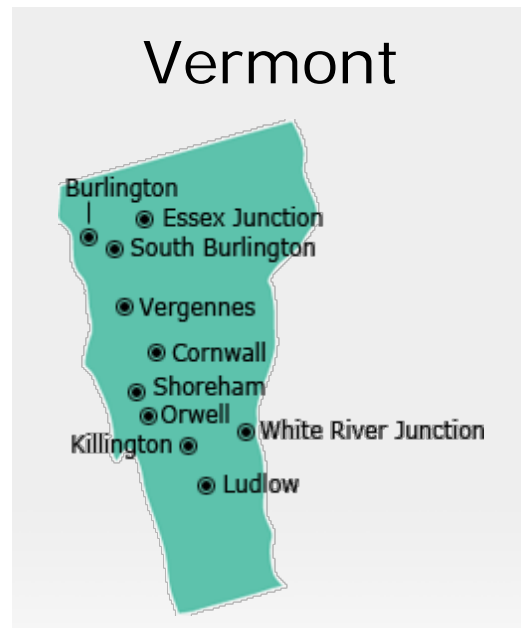 Vermont
Burlington
Essex Junction
South Burlington
Vergennes
Cornwall
Shoreham
Orwell
White River Junction
Killington
Ludlow